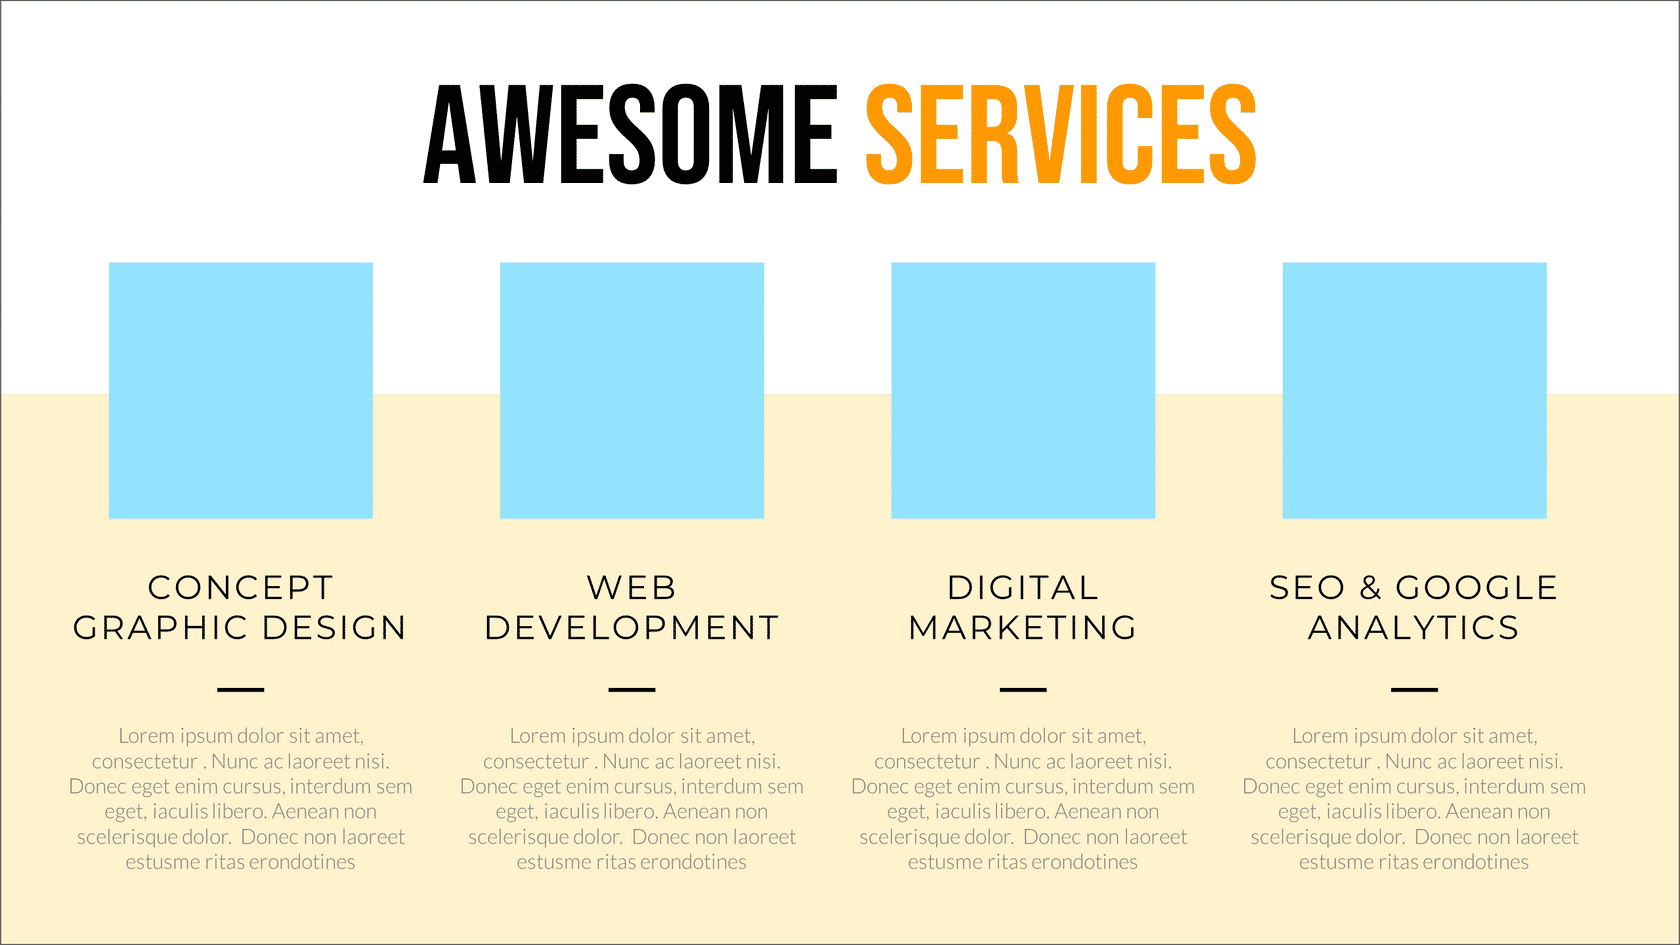 AWESOME SERVICES
CONCEPT
GRAPHIC DESIGN
Lorem ipsum dolor sit amet,
consectetur . Nunc ac laoreet nisi.
Donec eget enim cursus, interdum sem
eget, iaculis libero. Aenean non
scelerisque dolor.  Donec non laoreet
estusme ritas erondotines
WEB
DEVELOPMENT
Lorem ipsum dolor sit amet,
consectetur . Nunc ac laoreet nisi.
Donec eget enim cursus, interdum sem
eget, iaculis libero. Aenean non
scelerisque dolor.  Donec non laoreet
estusme ritas erondotines
DIGITAL
MARKETING
Lorem ipsum dolor sit amet,
consectetur . Nunc ac laoreet nisi.
Donec eget enim cursus, interdum sem
eget, iaculis libero. Aenean non
scelerisque dolor.  Donec non laoreet
estusme ritas erondotines
SEO & GOOGLE
ANALYTICS
Lorem ipsum dolor sit amet,
consectetur . Nunc ac laoreet nisi.
Donec eget enim cursus, interdum sem
eget, iaculis libero. Aenean non
scelerisque dolor.  Donec non laoreet
estusme ritas erondotines